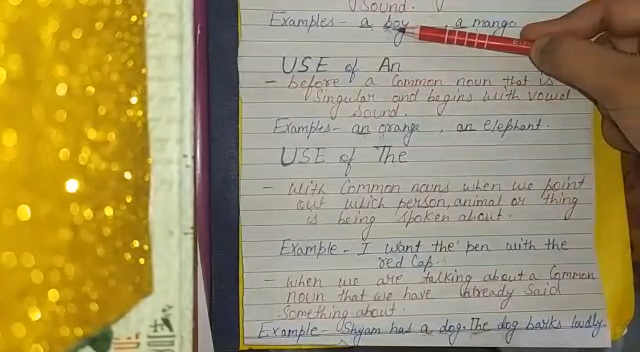 Sound.
Examples - a boy, a mango
USE of An
- before a Common noun that is
Singular and begins with vowel
Sound.
Examples - an orange, an elephant.
USE of The
- with Common nouns when we point
out which person, animal or thing
is being spoken about.
Example - I want the pen with the
red Cap.
- when we are talking about a Common
noun that we have already said
something about.
Example - Shyam has a dog. The dog barks loudly.